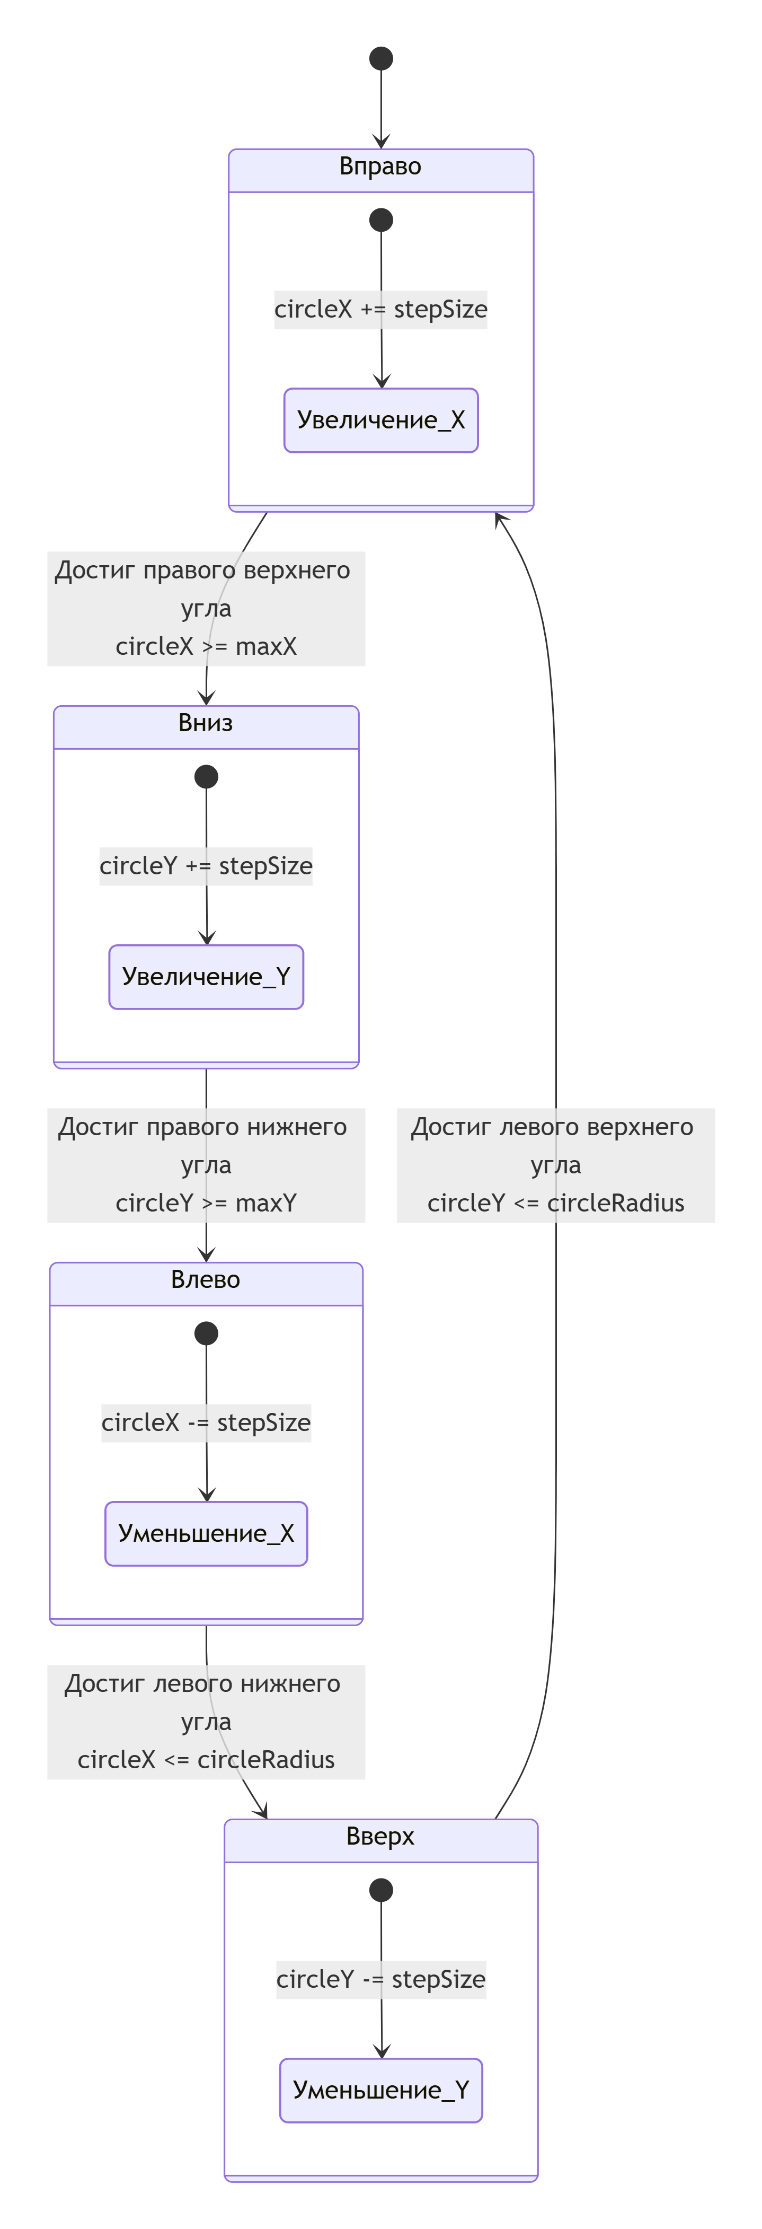 Вправо
circleX += stepSize
Увеличение_X
Достиг правого верхнего
угла
circleX >= maxX
Вниз
circleY += stepSize
Увеличение_Y
Достиг правого нижнего
угла
circleY >= maxY
Достиг левого верхнего
угла
circleY <= circleRadius
Влево
circleX -= stepSize
Уменьшение_X
Достиг левого нижнего
угла
circleX <= circleRadius
Вверх
circleY -= stepSize
Уменьшение_Y